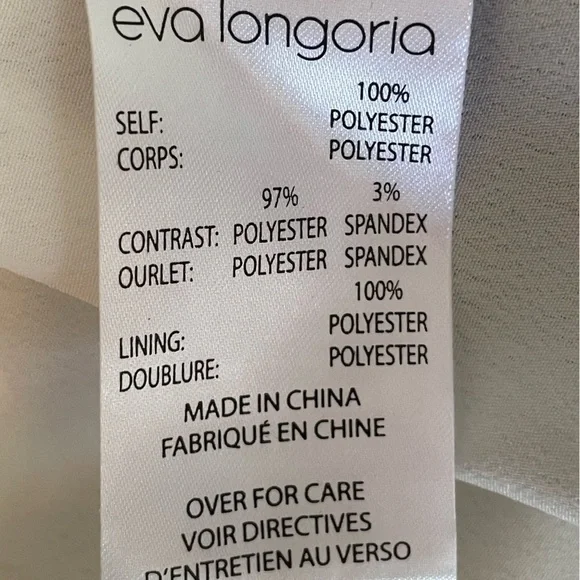 eva longoria
100%
SELF: POLYESTER
CORPS: POLYESTER
97% 3%
CONTRAST: POLYESTER SPANDEX
OURLET: POLYESTER SPANDEX
100%
LINING: POLYESTER
DOUBLURE: POLYESTER
MADE IN CHINA
FABRIQUÉ EN CHINE
OVER FOR CARE
VOIR DIRECTIVES
D'ENTRETIEN AU VERSO